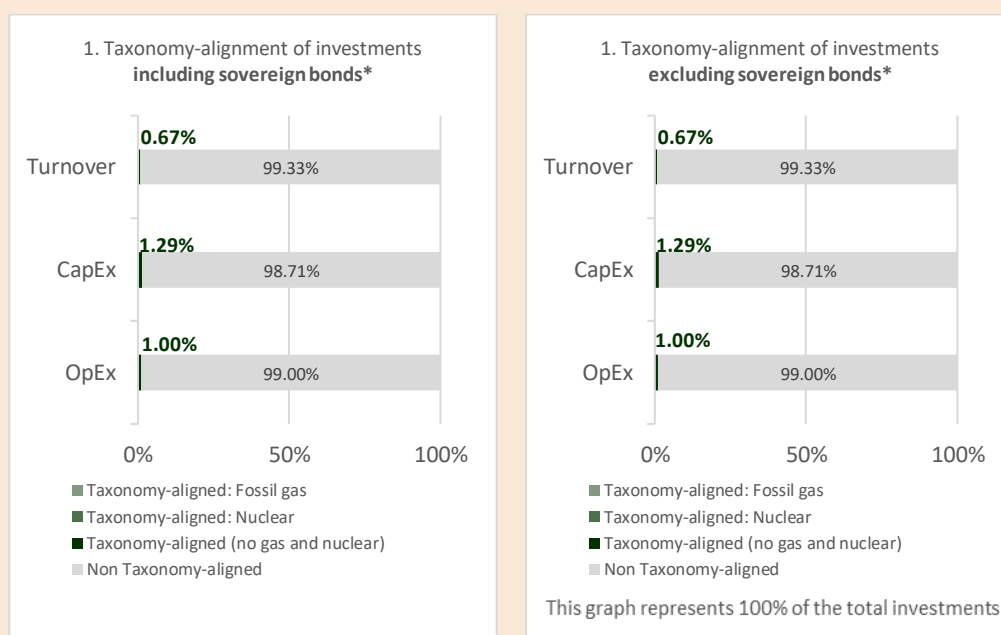 1. Taxonomy-alignment of investments
including sovereign bonds*
0.67%
Turnover
99.33%
1.29%
CapEx
98.71%
1.00%
OpEx
99.00%
0% 50% 100%
Taxonomy-aligned: Fossil gas
Taxonomy-aligned: Nuclear
Taxonomy-aligned (no gas and nuclear)
Non Taxonomy-aligned
1. Taxonomy-alignment of investments
excluding sovereign bonds*
0.67%
Turnover
99.33%
1.29%
CapEx
98.71%
1.00%
OpEx
99.00%
0% 50% 100%
Taxonomy-aligned: Fossil gas
Taxonomy-aligned: Nuclear
Taxonomy-aligned (no gas and nuclear)
Non Taxonomy-aligned
This graph represents 100% of the total investments